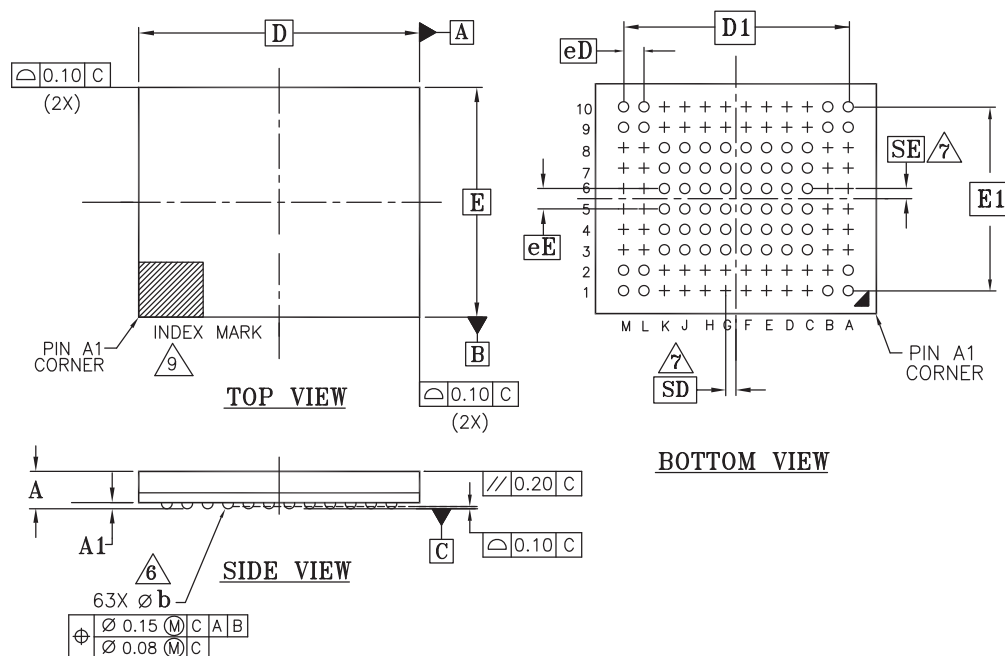 D
A
⌓ 0.10 C
(2X)
E
INDEX MARK
PIN A1
CORNER
9
B
TOP VIEW
⌓ 0.10 C
(2X)
D1
eD
10
9
8
7
6
5
4
3
2
1
SE 7
E1
eE
M L K J H G F E D C B A
7
SD
PIN A1
CORNER
BOTTOM VIEW
A
A1
// 0.20 C
C
⌓ 0.10 C
6
SIDE VIEW
63X ⌀ b
⌖ ⌀ 0.15 Ⓜ C A B
⌀ 0.08 Ⓜ C